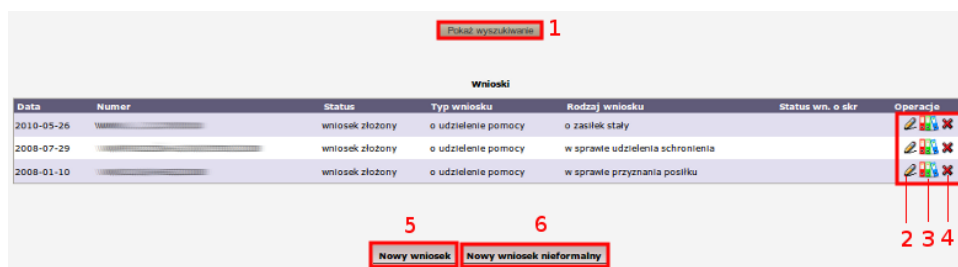 Pokaż wyszukiwanie 1
Wnioski
Data Numer Status Typ wniosku Rodzaj wniosku Status wn. o skr Operacje
2010-05-26 wniosek złożony o udzielenie pomocy o zasiłek stały
2008-07-29 wniosek złożony o udzielenie pomocy w sprawie udzielenia schronienia
2008-01-10 wniosek złożony o udzielenie pomocy w sprawie przyznania posiłku
2 3 4
5 6
Nowy wniosek Nowy wniosek nieformalny